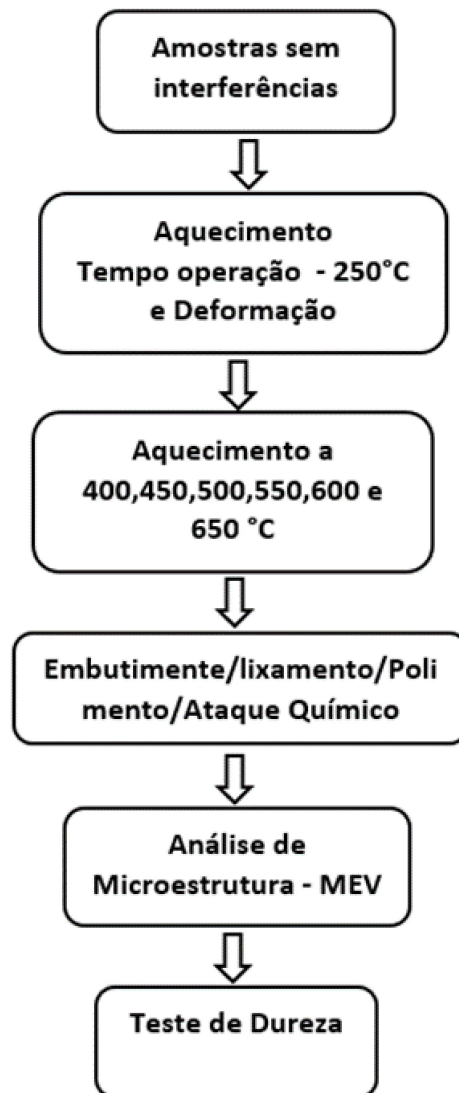 Amostras sem
interferências
Aquecimento
Tempo operação - 250°C
e Deformação
Aquecimento a
400,450,500,550,600 e
650 °C
Embutimente/lixamento/Poli
mento/Ataque Químico
Análise de
Microestrutura - MEV
Teste de Dureza